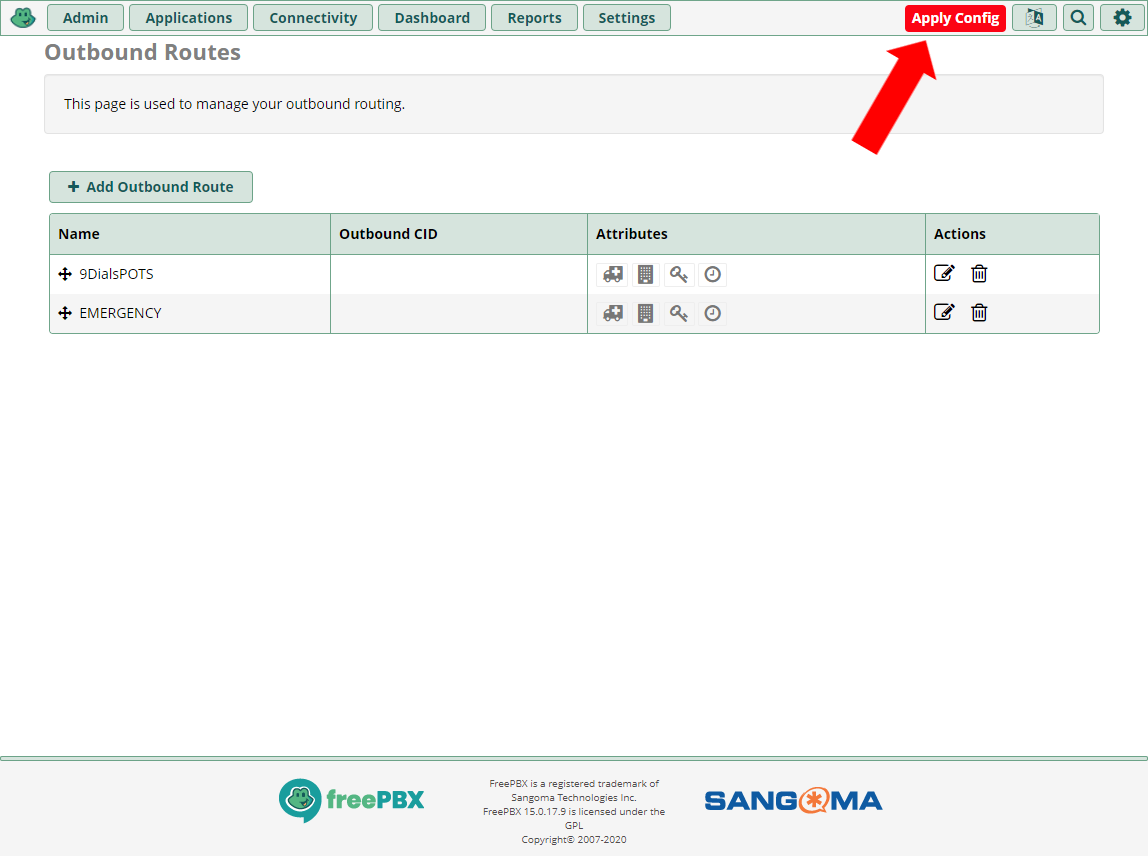 Admin Applications Connectivity Dashboard Reports Settings Apply Config
Outbound Routes
This page is used to manage your outbound routing.
Add Outbound Route
Name Outbound CID Attributes Actions
9DialsPOTS
EMERGENCY
freePBX
FreePBX is a registered trademark of
Sangoma Technologies Inc.
FreePBX 15.0.17.9 is licensed under the
GPL
Copyright© 2007-2020
SANGOMA